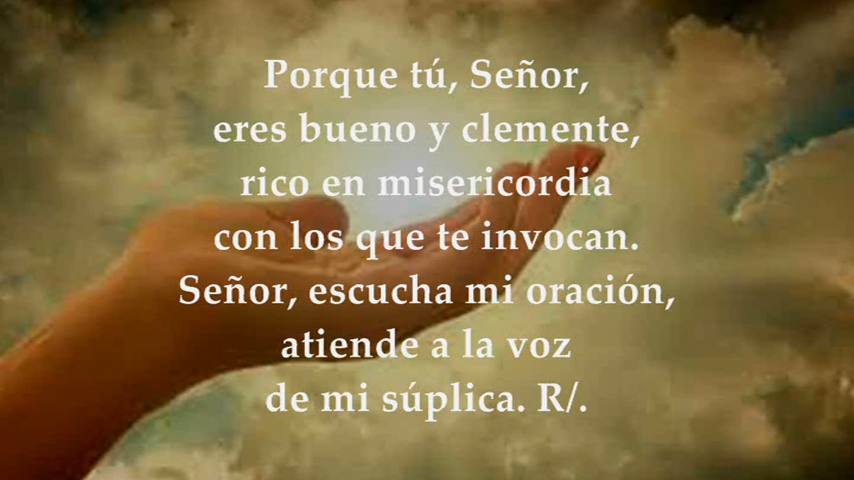 Porque tú, Señor,
eres bueno y clemente,
rico en misericordia
con los que te invocan.
Señor, escucha mi oración,
atiende a la voz
de mi súplica. R/.